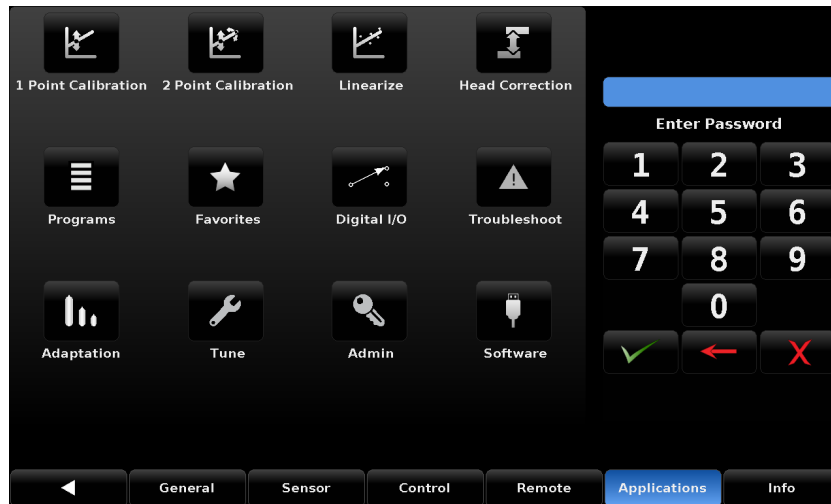 1 Point Calibration 2 Point Calibration Linearize Head Correction
Programs Favorites Digital I/O Troubleshoot
Adaptation Tune Admin Software
Enter Password
1 2 3
4 5 6
7 8 9
0
X
General Sensor Control Remote Applications Info